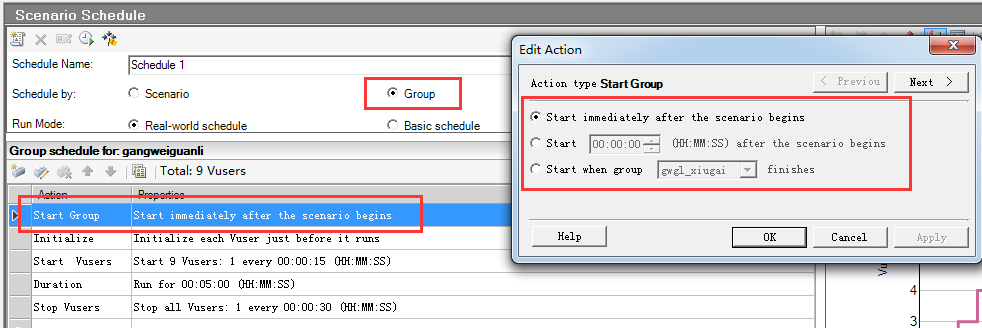 Scenario Schedule
Schedule Name: Schedule 1
Schedule by: Scenario Group
Run Mode: Real-world schedule Basic schedule
Group schedule for: gangweiguanli
Total: 9 Vusers
Action Properties
Start Group Start immediately after the scenario begins
Initialize Initialize each Vuser just before it runs
Start Vusers Start 9 Vusers: 1 every 00:00:15 (HH:MM:SS)
Duration Run for 00:05:00 (HH:MM:SS)
Stop Vusers Stop all Vusers: 1 every 00:00:30 (HH:MM:SS)
Edit Action
Action type Start Group
< Previou Next >
Start immediately after the scenario begins
Start 00:00:00 (HH:MM:SS) after the scenario begins
Start when group gwgl_xiugai finishes
Help OK Cancel Apply
Vu
4
3